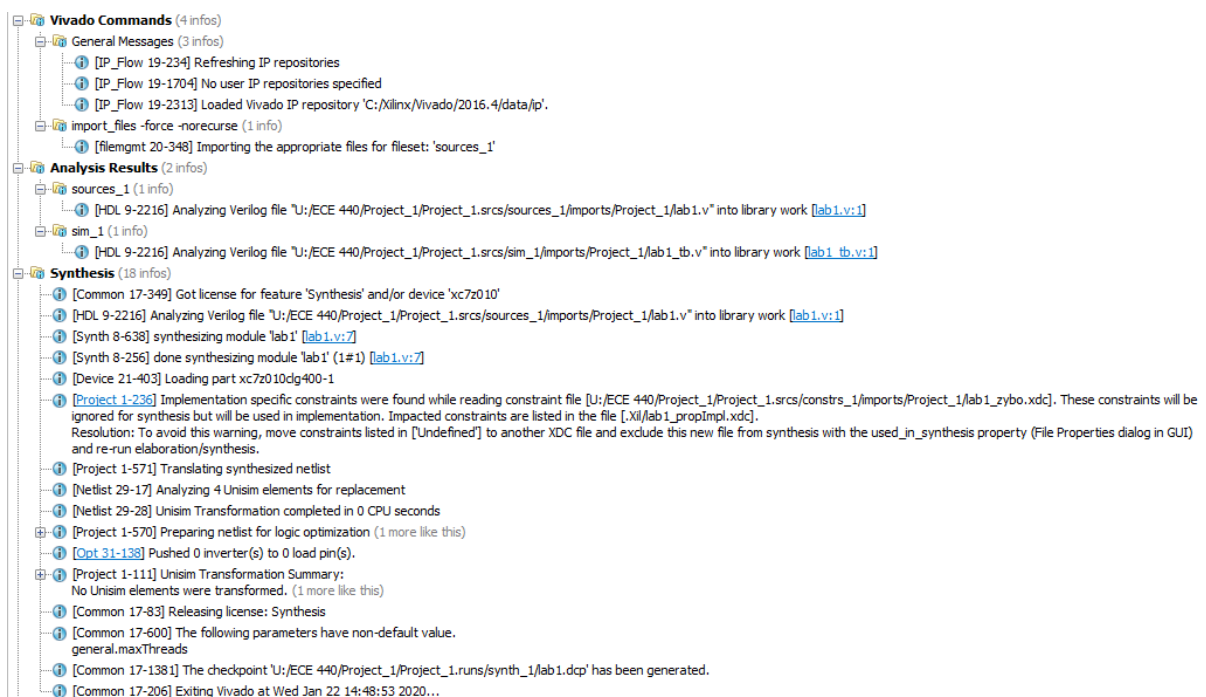 Vivado Commands (4 infos)
General Messages (3 infos)
[IP_Flow 19-234] Refreshing IP repositories
[IP_Flow 19-1704] No user IP repositories specified
[IP_Flow 19-2313] Loaded Vivado IP repository 'C:/Xilinx/Vivado/2016.4/data/ip'.
import_files -force -norecurse (1 info)
[filemgmt 20-348] Importing the appropriate files for fileset: 'sources_1'
Analysis Results (2 infos)
sources_1 (1 info)
[HDL 9-2216] Analyzing Verilog file "U:/ECE 440/Project_1/Project_1.srcs/sources_1/imports/Project_1/lab1.v" into library work [lab1.v:1]
sim_1 (1 info)
[HDL 9-2216] Analyzing Verilog file "U:/ECE 440/Project_1/Project_1.srcs/sim_1/imports/Project_1/lab1_tb.v" into library work [lab1_tb.v:1]
Synthesis (18 infos)
[Common 17-349] Got license for feature 'Synthesis' and/or device 'xc7z010'
[HDL 9-2216] Analyzing Verilog file "U:/ECE 440/Project_1/Project_1.srcs/sources_1/imports/Project_1/lab1.v" into library work [lab1.v:1]
[Synth 8-638] synthesizing module 'lab1' [lab1.v:7]
[Synth 8-256] done synthesizing module 'lab1' (1#1) [lab1.v:7]
[Device 21-403] Loading part xc7z010clg400-1
[Project 1-236] Implementation specific constraints were found while reading constraint file [U:/ECE 440/Project_1/Project_1.srcs/constrs_1/imports/Project_1/lab1_zybo.xdc]. These constraints will be
ignored for synthesis but will be used in implementation. Impacted constraints are listed in the file [.Xil/lab1_propImpl.xdc].
Resolution: To avoid this warning, move constraints listed in ['Undefined'] to another XDC file and exclude this new file from synthesis with the used_in_synthesis property (File Properties dialog in GUI)
and re-run elaboration/synthesis.
[Project 1-571] Translating synthesized netlist
[Netlist 29-17] Analyzing 4 Unisim elements for replacement
[Netlist 29-28] Unisim Transformation completed in 0 CPU seconds
[Project 1-570] Preparing netlist for logic optimization (1 more like this)
[Opt 31-138] Pushed 0 inverter(s) to 0 load pin(s).
[Project 1-111] Unisim Transformation Summary:
No Unisim elements were transformed. (1 more like this)
[Common 17-83] Releasing license: Synthesis
[Common 17-600] The following parameters have non-default value.
general.maxThreads
[Common 17-1381] The checkpoint 'U:/ECE 440/Project_1/Project_1.runs/synth_1/lab1.dcp' has been generated.
[Common 17-206] Exiting Vivado at Wed Jan 22 14:48:53 2020...